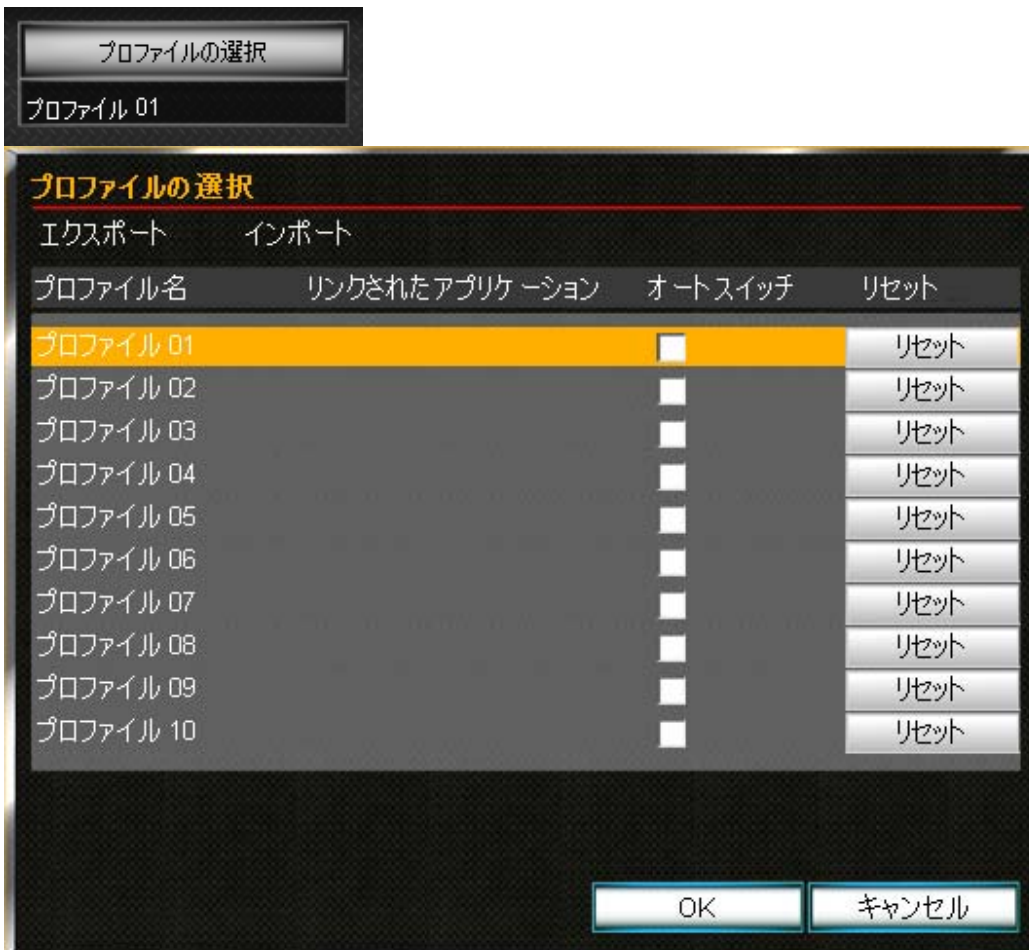 プロファイルの選択
プロファイル 01
プロファイルの選択
エクスポート インポート
プロファイル名 リンクされたアプリケーション オートスイッチ リセット
プロファイル 01 リセット
プロファイル 02 リセット
プロファイル 03 リセット
プロファイル 04 リセット
プロファイル 05 リセット
プロファイル 06 リセット
プロファイル 07 リセット
プロファイル 08 リセット
プロファイル 09 リセット
プロファイル 10 リセット
OK キャンセル